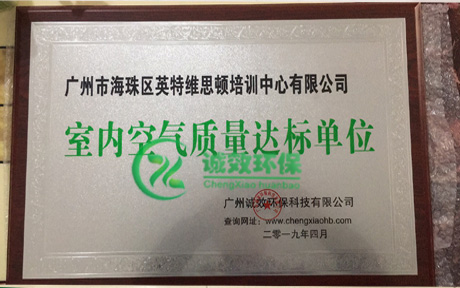 广州市海珠区英特维思顿培训中心有限公司
室内空气质量达标单位
诚效环保
ChengXiao huanbao
广州诚效环保科技有限公司
查询网址:www.chengxiaohb.com
二零一九年四月